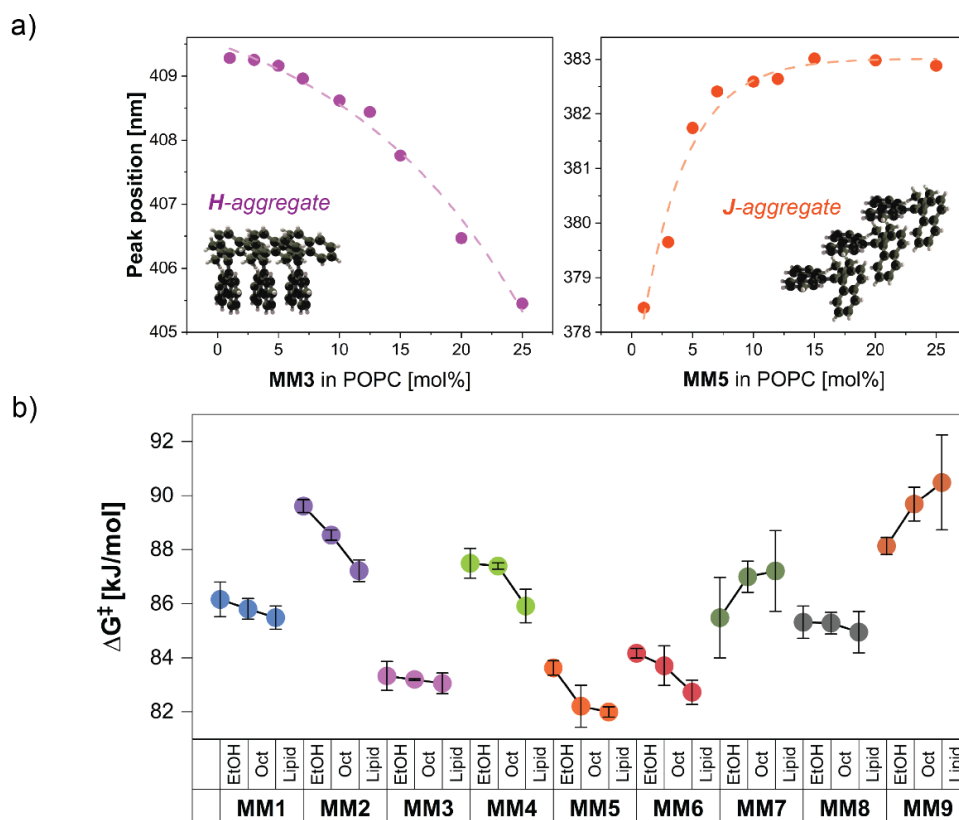 a)
Peak position [nm]
409
408
407
406
405
H-aggregate
0 5 10 15 20 25
MM3 in POPC [mol%]
383
382
380
379
378
J-aggregate
0 5 10 15 20 25
MM5 in POPC [mol%]
b)
ΔG‡ [kJ/mol]
92
90
88
86
84
82
EtOH Oct Lipid EtOH Oct Lipid EtOH Oct Lipid EtOH Oct Lipid EtOH Oct Lipid EtOH Oct Lipid EtOH Oct Lipid EtOH Oct Lipid EtOH Oct Lipid
MM1 MM2 MM3 MM4 MM5 MM6 MM7 MM8 MM9